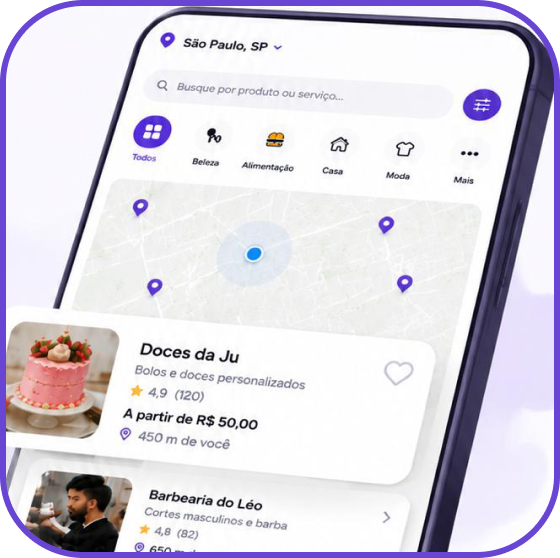 São Paulo, SP
Busque por produto ou serviço...
Todos
Beleza
Alimentação
Casa
Moda
Mais
Doces da Ju
Bolos e doces personalizados
4,9 (120)
A partir de R$ 50,00
450 m de você
Barbearia do Léo
Cortes masculinos e barba
4,8 (82)
650 m